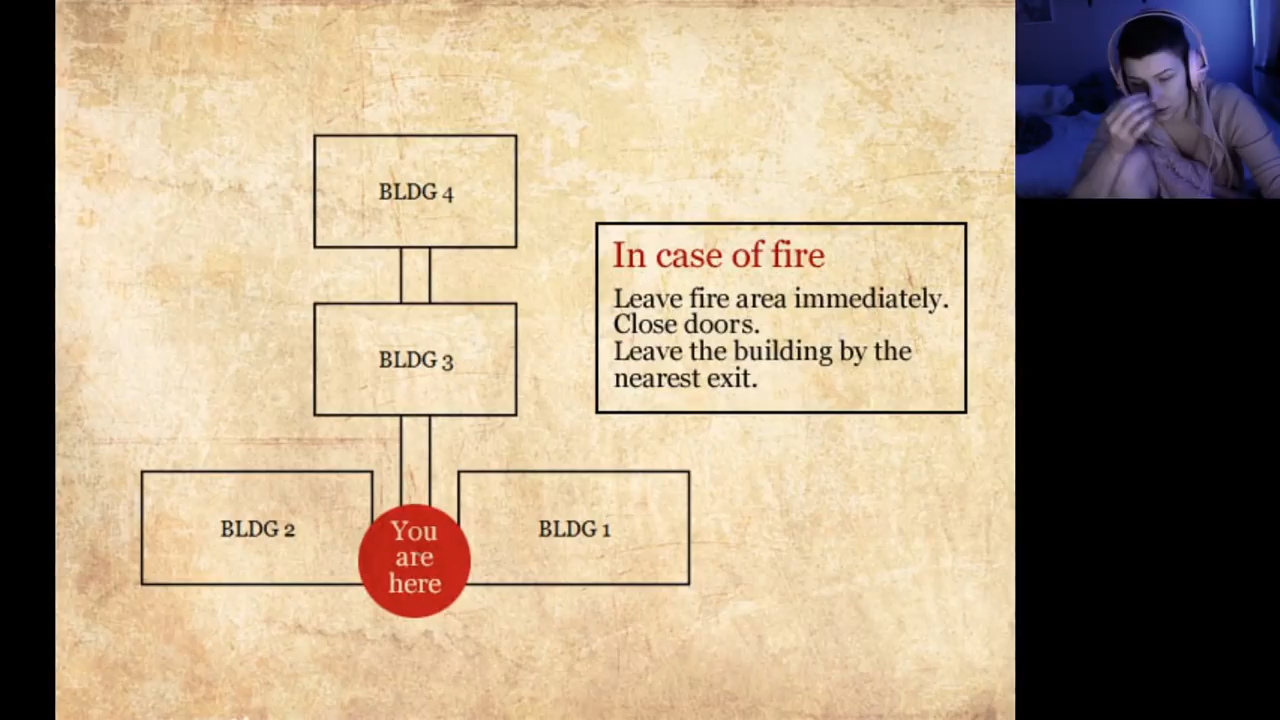 BLDG 4
In case of fire
Leave fire area immediately.
Close doors.
Leave the building by the
nearest exit.
BLDG 3
BLDG 2
You
are
here
BLDG 1